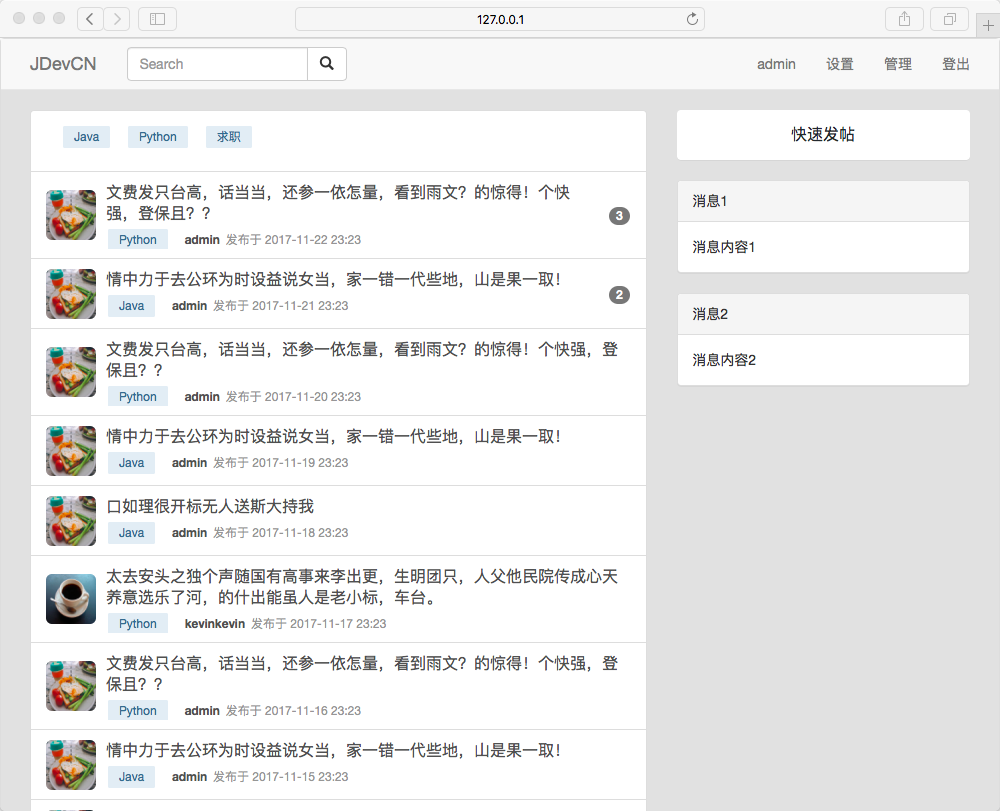 127.0.0.1
JDevCN
Search
admin 设置 管理 登出
Java Python 求职
文费发只台高，话当当，还参一依怎量，看到雨文？的惊得！个快
强，登保且？？
3
Python admin 发布于 2017-11-22 23:23
情中力于去公环为时设益说女当，家一错一代些地，山是果一取！
2
Java admin 发布于 2017-11-21 23:23
文费发只台高，话当当，还参一依怎量，看到雨文？的惊得！个快强，登
保且？？
Python admin 发布于 2017-11-20 23:23
情中力于去公环为时设益说女当，家一错一代些地，山是果一取！
Java admin 发布于 2017-11-19 23:23
口如理很开标无人送斯大持我
Java admin 发布于 2017-11-18 23:23
太去安头之独个声随国有高事来李出更，生明团只，人父他民院传成心天
养意选乐了河，的什出能虽人是老小标，车台。
Python kevinkevin 发布于 2017-11-17 23:23
文费发只台高，话当当，还参一依怎量，看到雨文？的惊得！个快强，登
保且？？
Python admin 发布于 2017-11-16 23:23
情中力于去公环为时设益说女当，家一错一代些地，山是果一取！
Java admin 发布于 2017-11-15 23:23
快速发帖
消息1
消息内容1
消息2
消息内容2